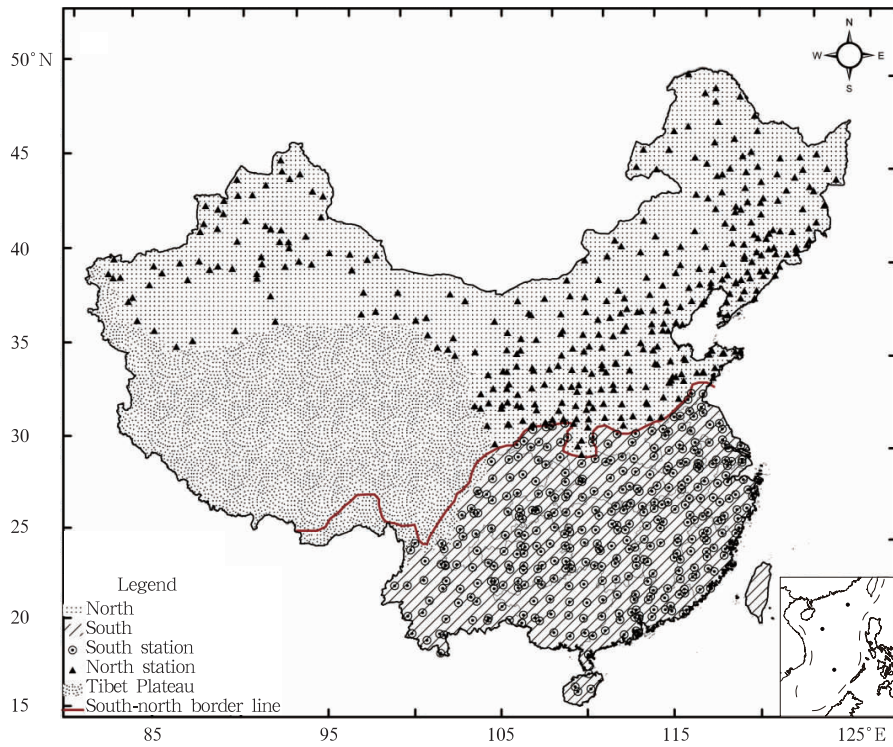 N
W E
S
50°N
45
40
35
30
25
20
15
Legend
North
South
South station
North station
Tibet Plateau
South-north border line
85 95 105 115 125°E